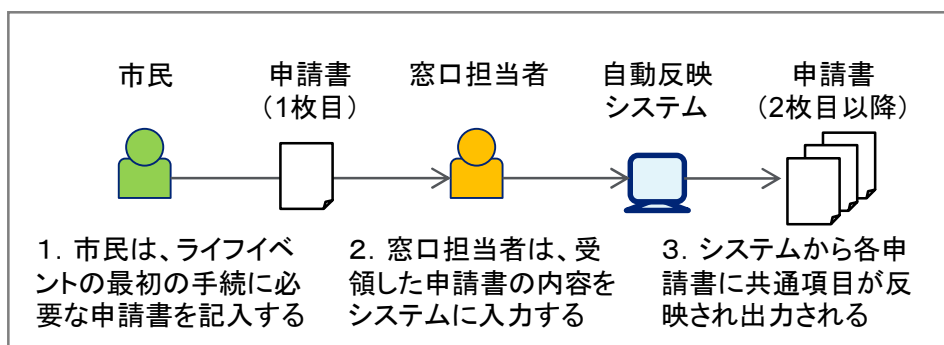 市民
申請書
（1枚目）
窓口担当者
自動反映
システム
申請書
（2枚目以降）
1．市民は、ライフイベ
ントの最初の手続に必
要な申請書を記入する
2．窓口担当者は、受
領した申請書の内容を
システムに入力する
3．システムから各申
請書に共通項目が反
映され出力される